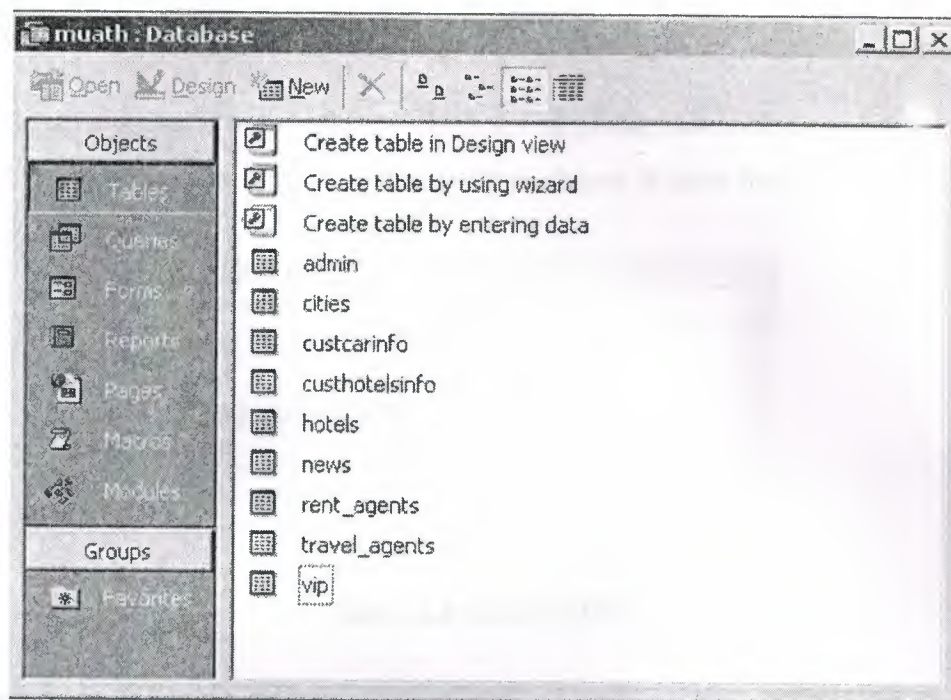 muath : Database
Open Design New
Objects
Tables
Queries
Forms
Reports
Pages
Macros
Modules
Groups
Favorites
Create table in Design view
Create table by using wizard
Create table by entering data
admin
cities
custcarinfo
custhotelsinfo
hotels
news
rent_agents
travel_agents
vip